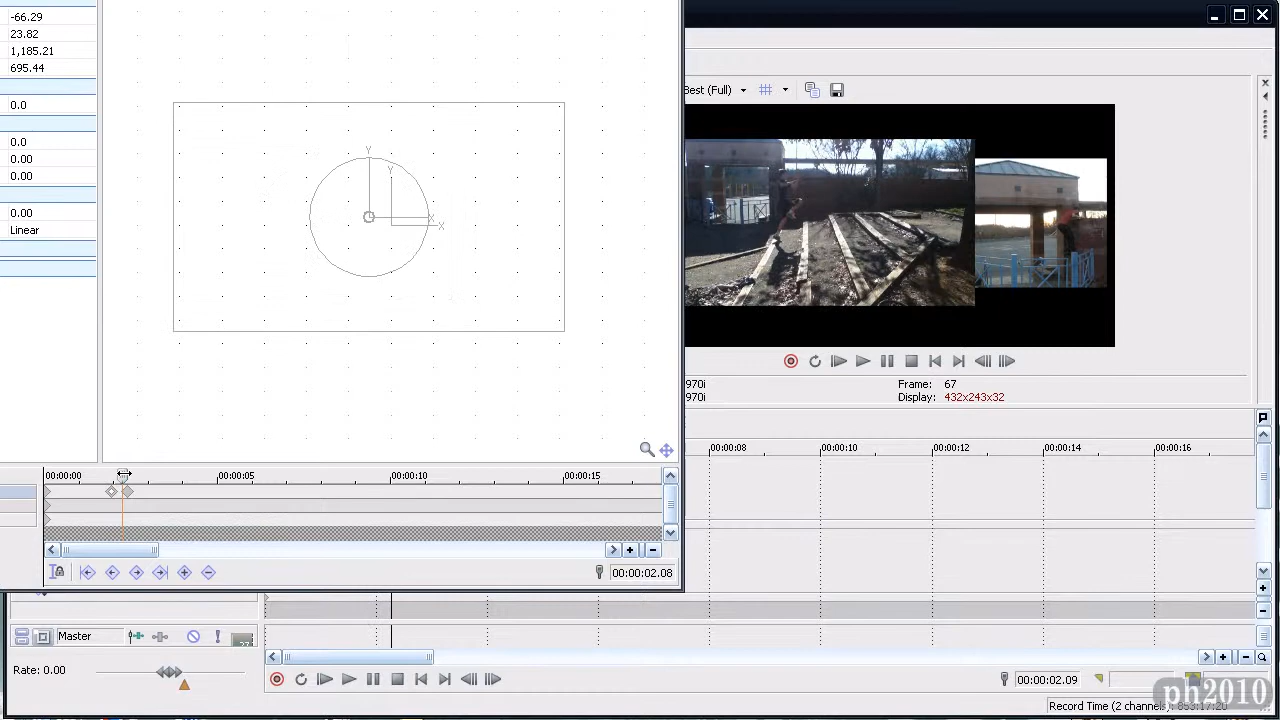 -66.29
23.82
1,185.21
695.44
0.0
0.0
0.00
0.00
0.00
Linear
Y
Y
X
X
Best (Full)
970i
970i
Frame: 67
Display: 432x243x32
00:00:00 00:00:05 00:00:10 00:00:15
00:00:02.08
00:00:08 00:00:10 00:00:12 00:00:14 00:00:16
Master
Rate: 0.00
00:00:02.09
Record Time (2 channels): 853:17:20
ph2010